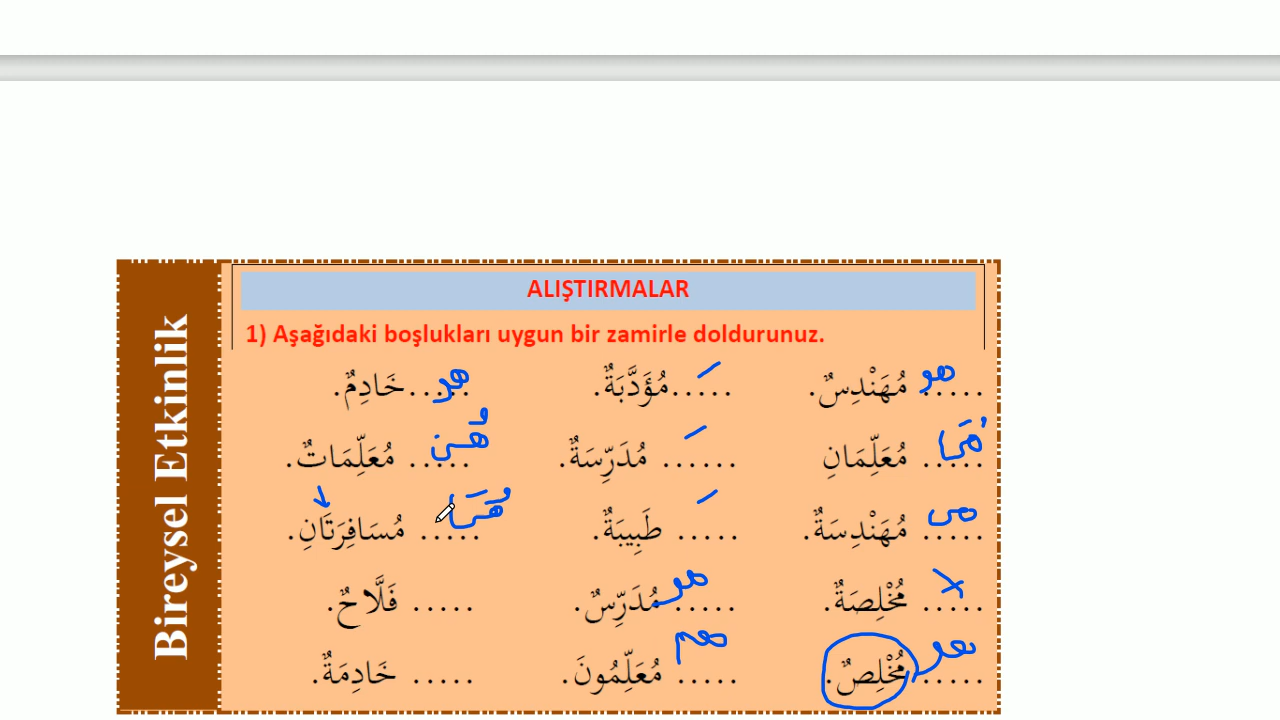 Bireysel Etkinlik
ALIŞTIRMALAR
1) Aşağıdaki boşlukları uygun bir zamirle doldurunuz.
هو ..... مُهَنْدِسٌ. ..... مُؤَدَّبَةٌ. هو ..... خَادِمٌ.
هُمَا ..... مُعَلِّمَانِ ...... مُدَرِّسَةٌ. هُن ..... مُعَلِّمَاتٌ.
هى ..... مُهَنْدِسَةٌ. ..... طَبِيبَةٌ. هُمَا ..... مُسَافِرَتَانِ.
..... مُخْلِصَةٌ. هو ..... مُدَرِّسٌ. ..... فَلَّاحٌ.
هو ..... مُخْلِصٌ. هم ..... مُعَلِّمُونَ. ..... خَادِمَةٌ.